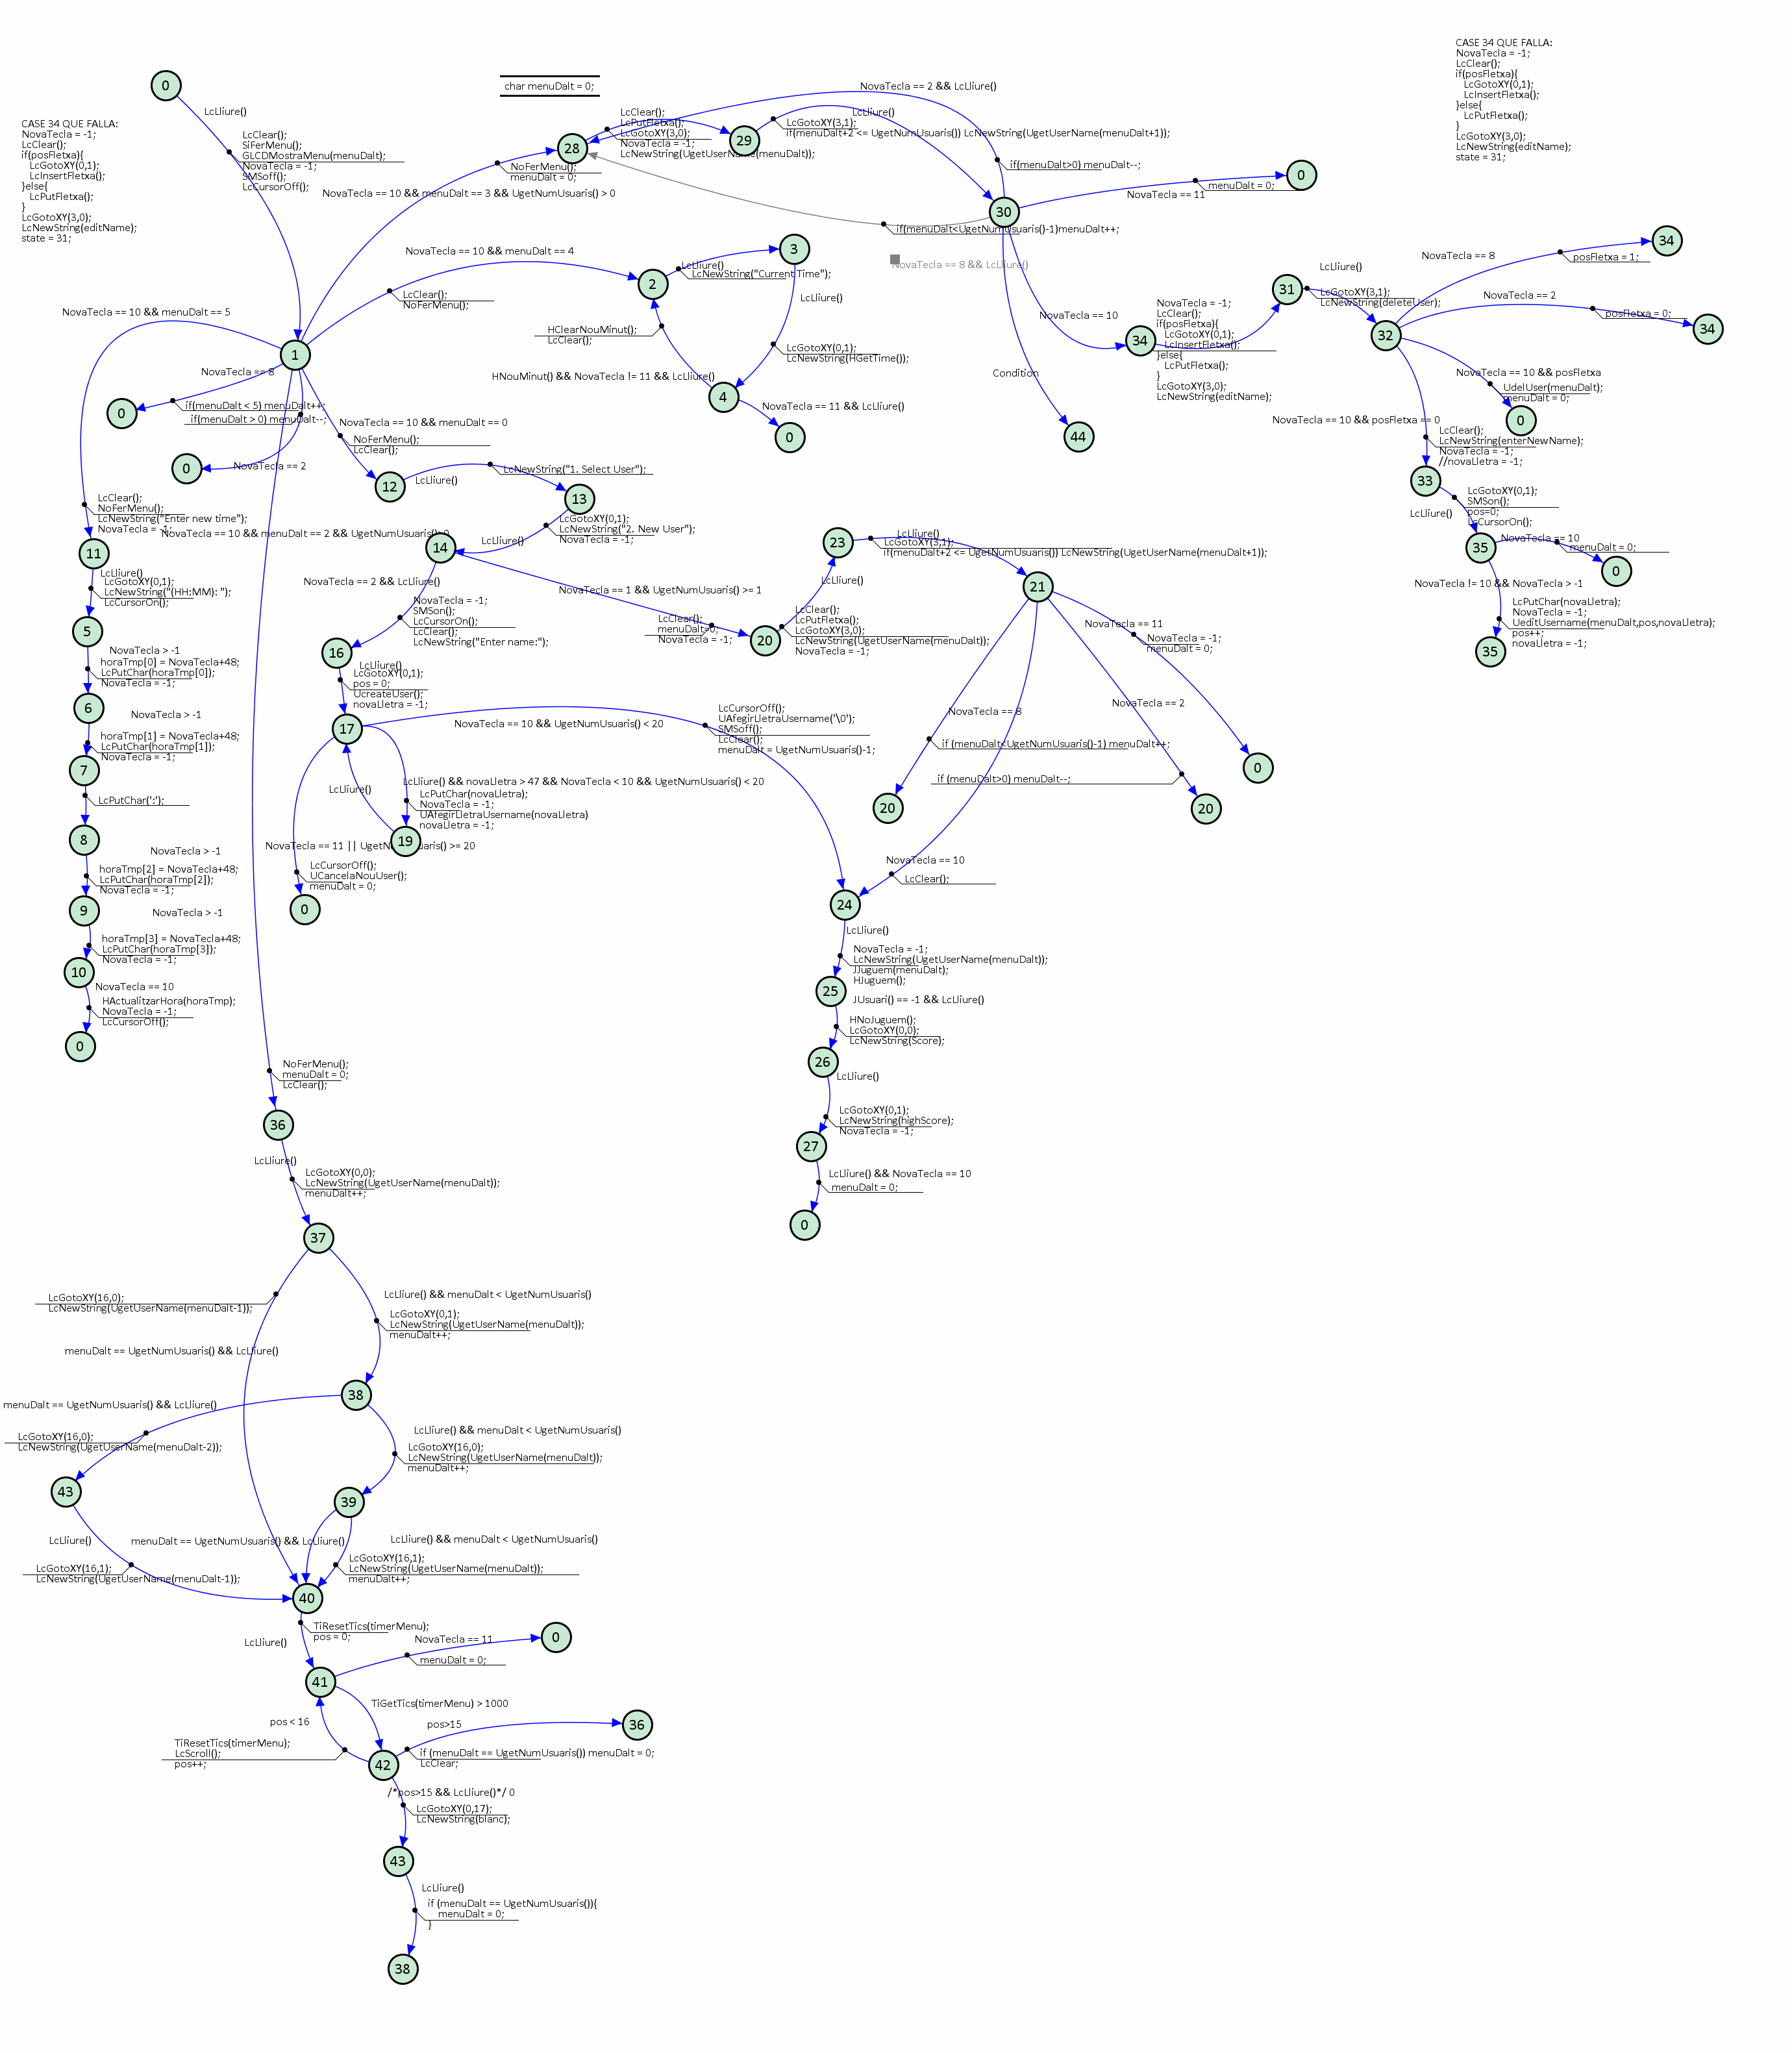 CASE 34 QUE FALLA:
NovaTecla = -1;
LcClear();
if(posFletxa){
LcGotoXY(0,1);
LcInsertFletxa();
}else{
LcPutFletxa();
}
LcGotoXY(3,0);
LcNewString(editName);
state = 31;
0
LcLliure()
LcClear();
SiFerMenu();
GLCDMostraMenu(menuDalt);
NovaTecla = -1;
SMSoff();
LcCursorOff();
char menuDalt = 0;
CASE 34 QUE FALLA:
NovaTecla = -1;
LcClear();
if(posFletxa){
LcGotoXY(0,1);
LcInsertFletxa();
}else{
LcPutFletxa();
}
LcGotoXY(3,0);
LcNewString(editName);
state = 31;
1
NovaTecla == 10 && menuDalt == 3 && UgetNumUsuaris() > 0
NoFerMenu();
menuDalt = 0;
28
LcClear();
LcPutFletxa();
LcGotoXY(3,0);
NovaTecla = -1;
LcNewString(UgetUserName(menuDalt));
29
LcLliure()
LcGotoXY(3,1);
if(menuDalt+2 <= UgetNumUsuaris()) LcNewString(UgetUserName(menuDalt+1));
NovaTecla == 2 && LcLliure()
if(menuDalt>0) menuDalt--;
30
NovaTecla == 11
menuDalt = 0;
0
if(menuDalt<UgetNumUsuaris()-1)menuDalt++;
NovaTecla == 8 && LcLliure()
NovaTecla == 10
Condition
44
34
NovaTecla = -1;
LcClear();
if(posFletxa){
LcGotoXY(0,1);
LcInsertFletxa();
}else{
LcPutFletxa();
}
LcGotoXY(3,0);
LcNewString(editName);
31
LcLliure()
LcGotoXY(3,1);
LcNewString(deleteUser);
32
NovaTecla == 8
posFletxa = 1;
34
NovaTecla == 2
posFletxa = 0;
34
NovaTecla == 10 && posFletxa
UdelUser(menuDalt);
menuDalt = 0;
0
NovaTecla == 10 && posFletxa == 0
LcClear();
LcNewString(enterNewName);
NovaTecla = -1;
//novaLletra = -1;
33
LcLliure()
LcGotoXY(0,1);
SMSon();
pos=0;
LcCursorOn();
35
NovaTecla == 10
menuDalt = 0;
0
NovaTecla != 10 && NovaTecla > -1
LcPutChar(novaLletra);
NovaTecla = -1;
UeditUsername(menuDalt,pos,novaLletra);
pos++;
novaLletra = -1;
35
NovaTecla == 10 && menuDalt == 4
LcClear();
NoFerMenu();
2
LcLliure()
LcNewString("Current Time");
3
LcLliure()
LcGotoXY(0,1);
LcNewString(HGetTime());
4
HNouMinut() && NovaTecla != 11 && LcLliure()
HClearNouMinut();
LcClear();
NovaTecla == 11 && LcLliure()
0
NovaTecla == 10 && menuDalt == 5
NovaTecla == 8
if(menuDalt < 5) menuDalt++;
0
if(menuDalt > 0) menuDalt--;
NovaTecla == 2
0
NovaTecla == 10 && menuDalt == 0
NoFerMenu();
LcClear();
12
LcLliure()
LcNewString("1. Select User");
13
LcLliure()
LcGotoXY(0,1);
LcNewString("2. New User");
NovaTecla = -1;
14
LcClear();
NoFerMenu();
LcNewString("Enter new time");
NovaTecla = -1;
NovaTecla == 10 && menuDalt == 2 && UgetNumUsuaris() > 0
11
LcLliure()
LcGotoXY(0,1);
LcNewString("(HH:MM): ");
LcCursorOn();
5
NovaTecla > -1
horaTmp[0] = NovaTecla+48;
LcPutChar(horaTmp[0]);
NovaTecla = -1;
6
NovaTecla > -1
horaTmp[1] = NovaTecla+48;
LcPutChar(horaTmp[1]);
NovaTecla = -1;
7
LcPutChar(':');
8
NovaTecla > -1
horaTmp[2] = NovaTecla+48;
LcPutChar(horaTmp[2]);
NovaTecla = -1;
9
NovaTecla > -1
horaTmp[3] = NovaTecla+48;
LcPutChar(horaTmp[3]);
NovaTecla = -1;
10
NovaTecla == 10
HActualitzarHora(horaTmp);
NovaTecla = -1;
LcCursorOff();
0
NovaTecla == 2 && LcLliure()
NovaTecla = -1;
SMSon();
LcCursorOn();
LcClear();
LcNewString("Enter name:");
16
LcLliure()
LcGotoXY(0,1);
pos = 0;
UcreateUser();
novaLletra = -1;
17
NovaTecla == 10 && UgetNumUsuaris() < 20
LcCursorOff();
UAfegirLletraUsername('\0');
SMSoff();
LcClear();
menuDalt = UgetNumUsuaris()-1;
LcLliure() && novaLletra > 47 && NovaTecla < 10 && UgetNumUsuaris() < 20
LcPutChar(novaLletra);
NovaTecla = -1;
UAfegirLletraUsername(novaLletra)
novaLletra = -1;
LcLliure()
19
NovaTecla == 11 || UgetNumUsuaris() >= 20
LcCursorOff();
UCancelaNouUser();
menuDalt = 0;
0
NovaTecla == 1 && UgetNumUsuaris() >= 1
LcClear();
menuDalt=0;
NovaTecla = -1;
20
LcLliure()
LcClear();
LcPutFletxa();
LcGotoXY(3,0);
LcNewString(UgetUserName(menuDalt));
NovaTecla = -1;
23
LcLliure()
LcGotoXY(3,1);
if(menuDalt+2 <= UgetNumUsuaris()) LcNewString(UgetUserName(menuDalt+1));
21
NovaTecla == 11
NovaTecla = -1;
menuDalt = 0;
0
NovaTecla == 8
if (menuDalt<UgetNumUsuaris()-1) menuDalt++;
20
NovaTecla == 2
if (menuDalt>0) menuDalt--;
20
NovaTecla == 10
LcClear();
24
LcLliure()
NovaTecla = -1;
LcNewString(UgetUserName(menuDalt));
JJuguem(menuDalt);
HJuguem();
25
JUsuari() == -1 && LcLliure()
HNoJuguem();
LcGotoXY(0,0);
LcNewString(Score);
26
LcLliure()
LcGotoXY(0,1);
LcNewString(highScore);
NovaTecla = -1;
27
LcLliure() && NovaTecla == 10
menuDalt = 0;
0
NoFerMenu();
menuDalt = 0;
LcClear();
36
LcLliure()
LcGotoXY(0,0);
LcNewString(UgetUserName(menuDalt));
menuDalt++;
37
LcGotoXY(16,0);
LcNewString(UgetUserName(menuDalt-1));
menuDalt == UgetNumUsuaris() && LcLliure()
LcLliure() && menuDalt < UgetNumUsuaris()
LcGotoXY(0,1);
LcNewString(UgetUserName(menuDalt));
menuDalt++;
38
menuDalt == UgetNumUsuaris() && LcLliure()
LcGotoXY(16,0);
LcNewString(UgetUserName(menuDalt-2));
43
LcLliure() && menuDalt < UgetNumUsuaris()
LcGotoXY(16,0);
LcNewString(UgetUserName(menuDalt));
menuDalt++;
39
LcLliure()
LcGotoXY(16,1);
LcNewString(UgetUserName(menuDalt-1));
menuDalt == UgetNumUsuaris() && LcLliure()
LcLliure() && menuDalt < UgetNumUsuaris()
LcGotoXY(16,1);
LcNewString(UgetUserName(menuDalt));
menuDalt++;
40
LcLliure()
TiResetTics(timerMenu);
pos = 0;
41
NovaTecla == 11
menuDalt = 0;
0
TiGetTics(timerMenu) > 1000
pos < 16
TiResetTics(timerMenu);
LcScroll();
pos++;
42
pos>15
if (menuDalt == UgetNumUsuaris()) menuDalt = 0;
LcClear;
36
/*pos>15 && LcLliure()*/ 0
LcGotoXY(0,17);
LcNewString(blanc);
43
LcLliure()
if (menuDalt == UgetNumUsuaris()){
menuDalt = 0;
}
38